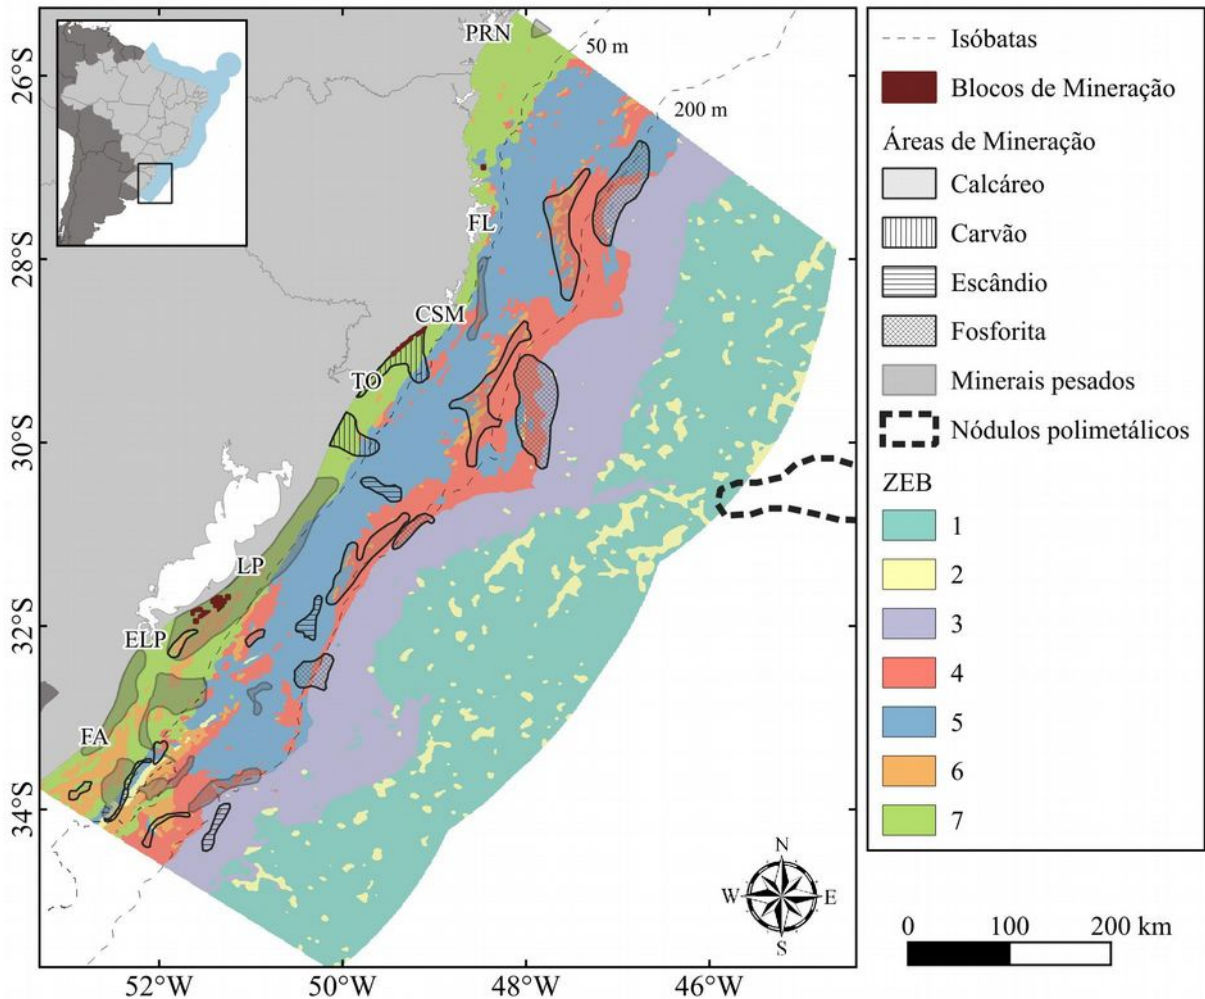 PRN
50 m
200 m
FL
CSM
TO
LP
ELP
FA
26°S
28°S
30°S
32°S
34°S
52°W
50°W
48°W
46°W
N
W
E
S
Isóbatas
Blocos de Mineração
Áreas de Mineração
Calcáreo
Carvão
Escândio
Fosforita
Minerais pesados
Nódulos polimetálicos
ZEB
1
2
3
4
5
6
7
0
100
200 km